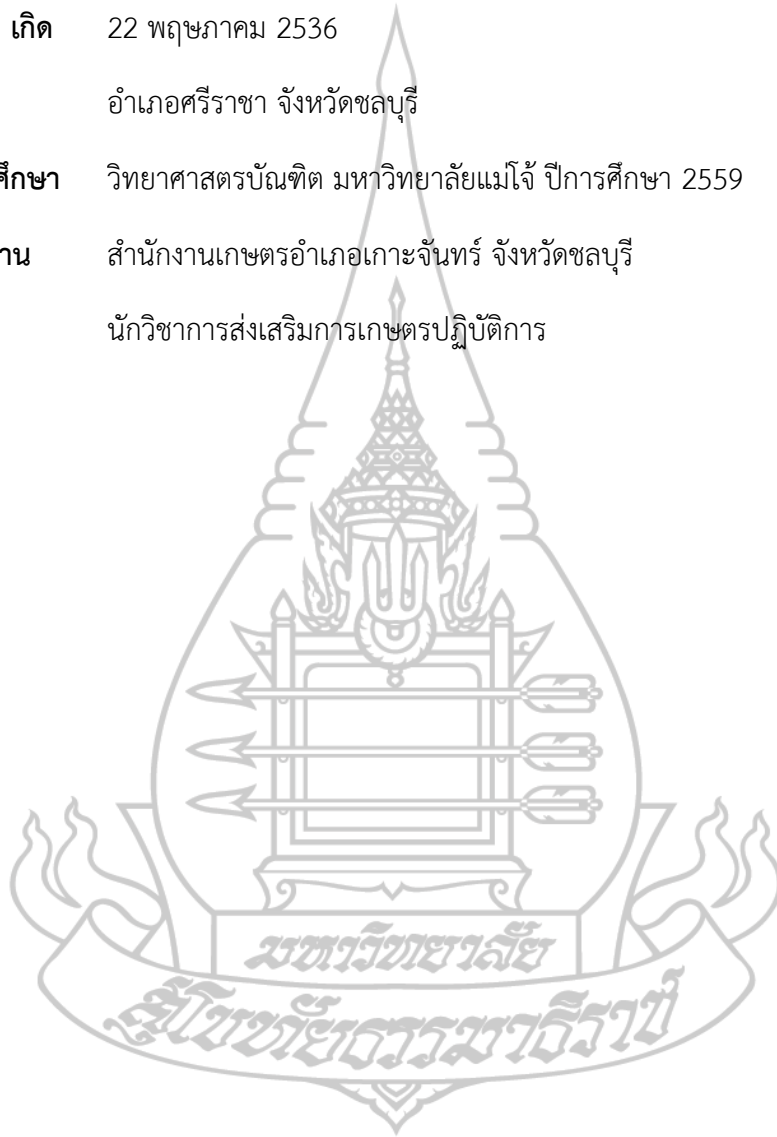 เกิด 22 พฤษภาคม 2536
อำเภอศรีราชา จังหวัดชลบุรี
ศึกษา วิทยาศาสตรบัณฑิต มหาวิทยาลัยแม่โจ้ ปีการศึกษา 2559
าน สำนักงานเกษตรอำเภอเกาะจันทร์ จังหวัดชลบุรี
นักวิชาการส่งเสริมการเกษตรปฏิบัติการ
มหาวิทยาลัย
สุโขทัยธรรมาธิราช